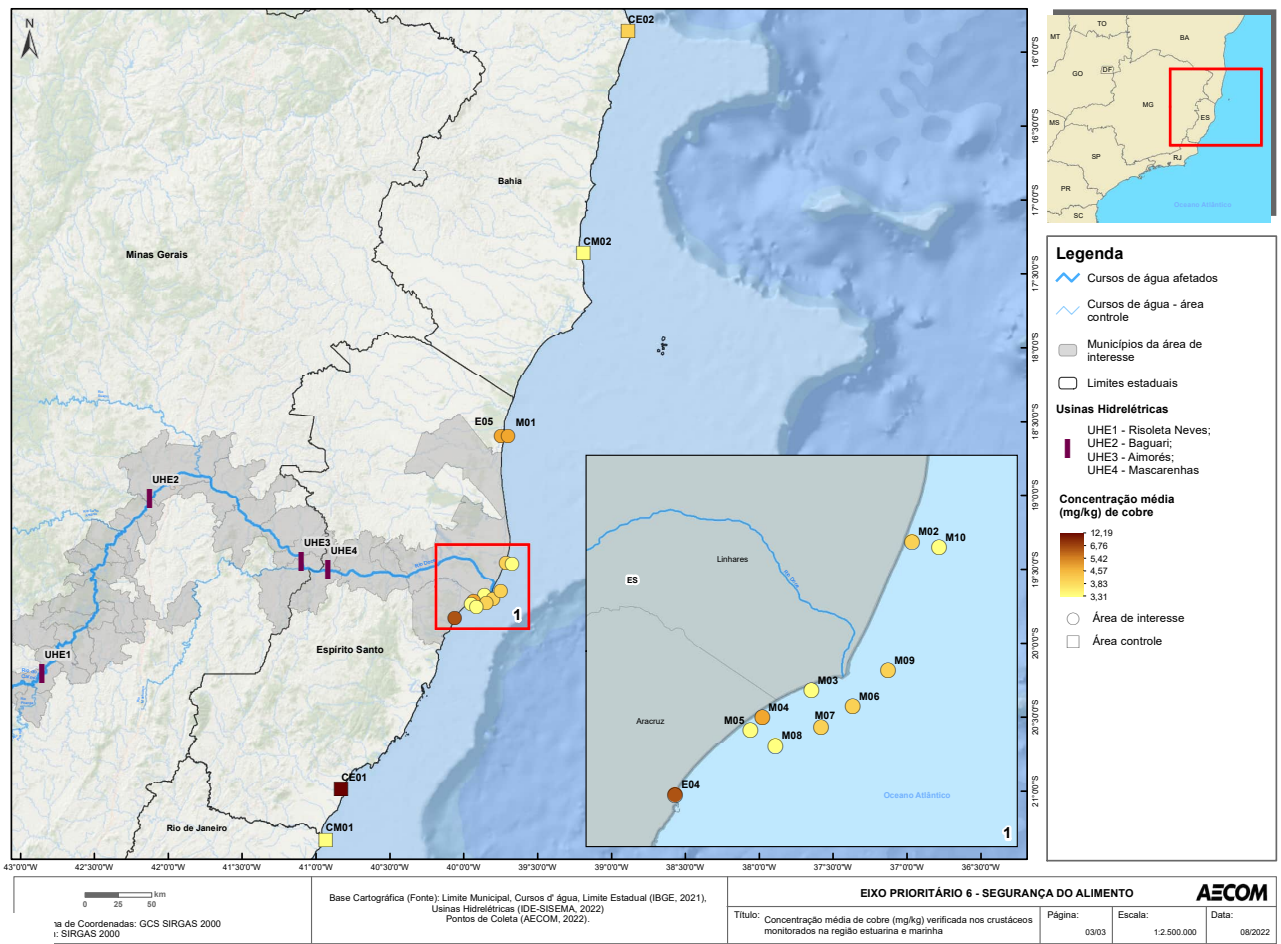 N
CE02
Bahia
Minas Gerais
CM02
E05
M01
UHE2
UHE3
UHE4
Rio Doce
1
Espírito Santo
UHE1
CE01
Rio de Janeiro
CM01
16°0'0"S
16°30'0"S
17°0'0"S
17°30'0"S
18°0'0"S
18°30'0"S
19°0'0"S
19°30'0"S
20°0'0"S
20°30'0"S
21°0'0"S
43°0'0"W
42°30'0"W
42°0'0"W
41°30'0"W
41°0'0"W
40°30'0"W
40°0'0"W
39°30'0"W
39°0'0"W
38°30'0"W
38°0'0"W
37°30'0"W
37°0'0"W
36°30'0"W
M02
M10
Linhares
ES
Rio Doce
M09
M03
M06
M04
M07
M05
Aracruz
M08
E04
Oceano Atlântico
1
TO
MT
BA
GO
DF
MG
MS
ES
SP
RJ
PR
SC
Oceano Atlântico
Legenda
Cursos de água afetados
Cursos de água - área
controle
Municípios da área de
interesse
Limites estaduais
Usinas Hidrelétricas
UHE1 - Risoleta Neves;
UHE2 - Baguari;
UHE3 - Aimorés;
UHE4 - Mascarenhas
Concentração média
(mg/kg) de cobre
12,19
6,76
5,42
4,57
3,83
3,31
Área de interesse
Área controle
km
0 25 50
na de Coordenadas: GCS SIRGAS 2000
: SIRGAS 2000
Base Cartográfica (Fonte): Limite Municipal, Cursos d' água, Limite Estadual (IBGE, 2021),
Usinas Hidrelétricas (IDE-SISEMA, 2022)
Pontos de Coleta (AECOM, 2022).
EIXO PRIORITÁRIO 6 - SEGURANÇA DO ALIMENTO
AECOM
Título: Concentração média de cobre (mg/kg) verificada nos crustáceos
monitorados na região estuarina e marinha
Página:
03/03
Escala:
1:2.500.000
Data:
08/2022